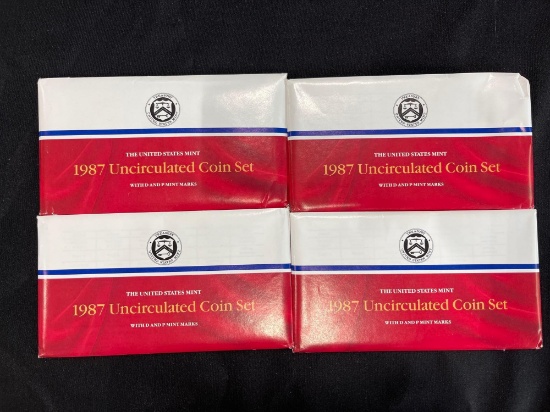 THE UNITED STATES MINT
1987 Uncirculated Coin Set
WITH D AND P MINT MARKS
THE UNITED STATES MINT
1987 Uncirculated Coin Set
WITH D AND P MINT MARKS
THE UNITED STATES MINT
1987 Uncirculated Coin Set
WITH D AND P MINT MARKS
THE UNITED STATES MINT
1987 Uncirculated Coin Set
WITH D AND P MINT MARKS